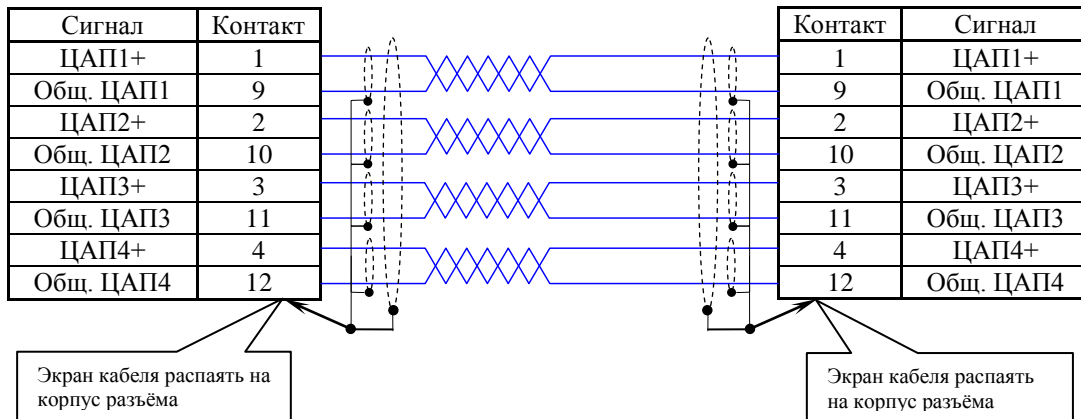 Сигнал Контакт
ЦАП1+ 1
Общ. ЦАП1 9
ЦАП2+ 2
Общ. ЦАП2 10
ЦАП3+ 3
Общ. ЦАП3 11
ЦАП4+ 4
Общ. ЦАП4 12
Экран кабеля распаять на
корпус разъёма
Контакт Сигнал
1 ЦАП1+
9 Общ. ЦАП1
2 ЦАП2+
10 Общ. ЦАП2
3 ЦАП3+
11 Общ. ЦАП3
4 ЦАП4+
12 Общ. ЦАП4
Экран кабеля распаять
на корпус разъёма